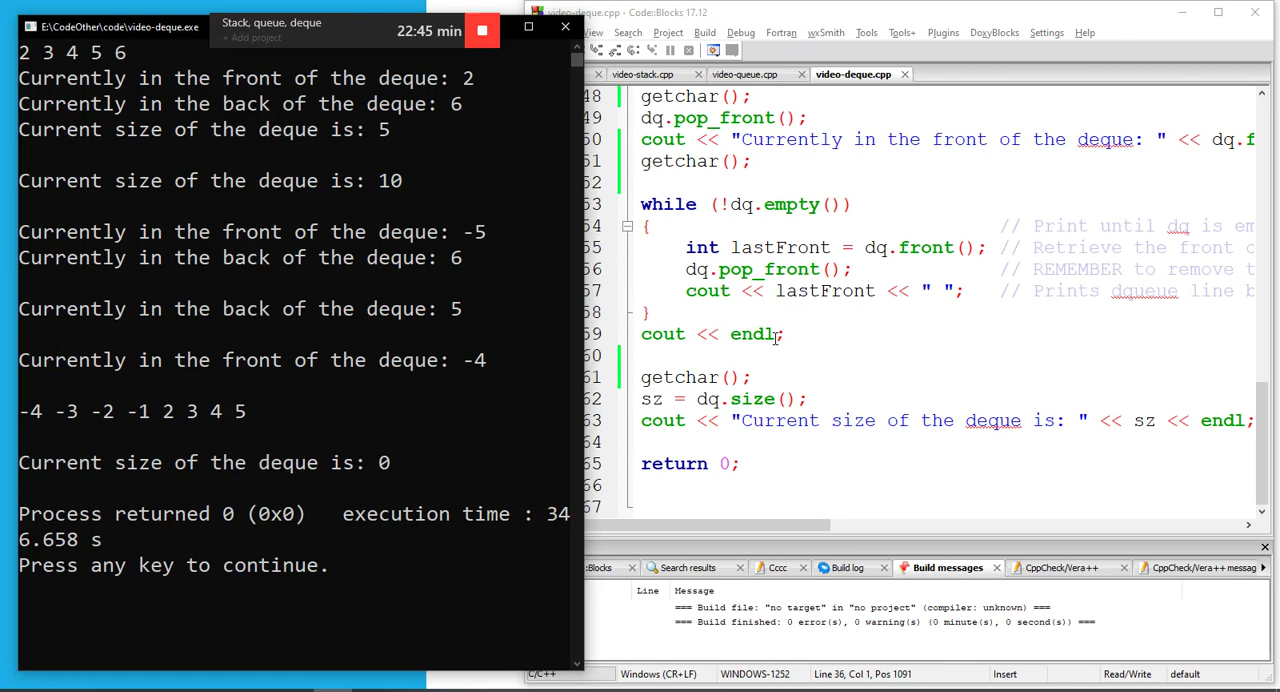 E:\CodeOther\code\video-deque.exe
Stack, queue, deque
+ Add project
22:45 min
2 3 4 5 6
Currently in the front of the deque: 2
Currently in the back of the deque: 6
Current size of the deque is: 5
Current size of the deque is: 10
Currently in the front of the deque: -5
Currently in the back of the deque: 6
Currently in the back of the deque: 5
Currently in the front of the deque: -4
-4 -3 -2 -1 2 3 4 5
Current size of the deque is: 0
Process returned 0 (0x0)   execution time : 34
6.658 s
Press any key to continue.
video-deque.cpp - Code::Blocks 17.12
View Search Project Build Debug Fortran wxSmith Tools Tools+ Plugins DoxyBlocks Settings Help
video-stack.cpp video-queue.cpp video-deque.cpp
48 getchar();
49 dq.pop_front();
50 cout << "Currently in the front of the deque: " << dq.f
51 getchar();
52
53 while (!dq.empty())
54 { // Print until dq is em
55 int lastFront = dq.front(); // Retrieve the front c
56 dq.pop_front(); // REMEMBER to remove t
57 cout << lastFront << " "; // Prints dqueue line b
58 }
59 cout << endl;
60
61 getchar();
62 sz = dq.size();
63 cout << "Current size of the deque is: " << sz << endl;
64
65 return 0;
66
67
::Blocks Search results Cccc Build log Build messages CppCheck/Vera++ CppCheck/Vera++ messag
Line Message
=== Build file: "no target" in "no project" (compiler: unknown) ===
=== Build finished: 0 error(s), 0 warning(s) (0 minute(s), 0 second(s)) ===
C/C++ Windows (CR+LF) WINDOWS-1252 Line 36, Col 1, Pos 1091 Insert Read/Write default